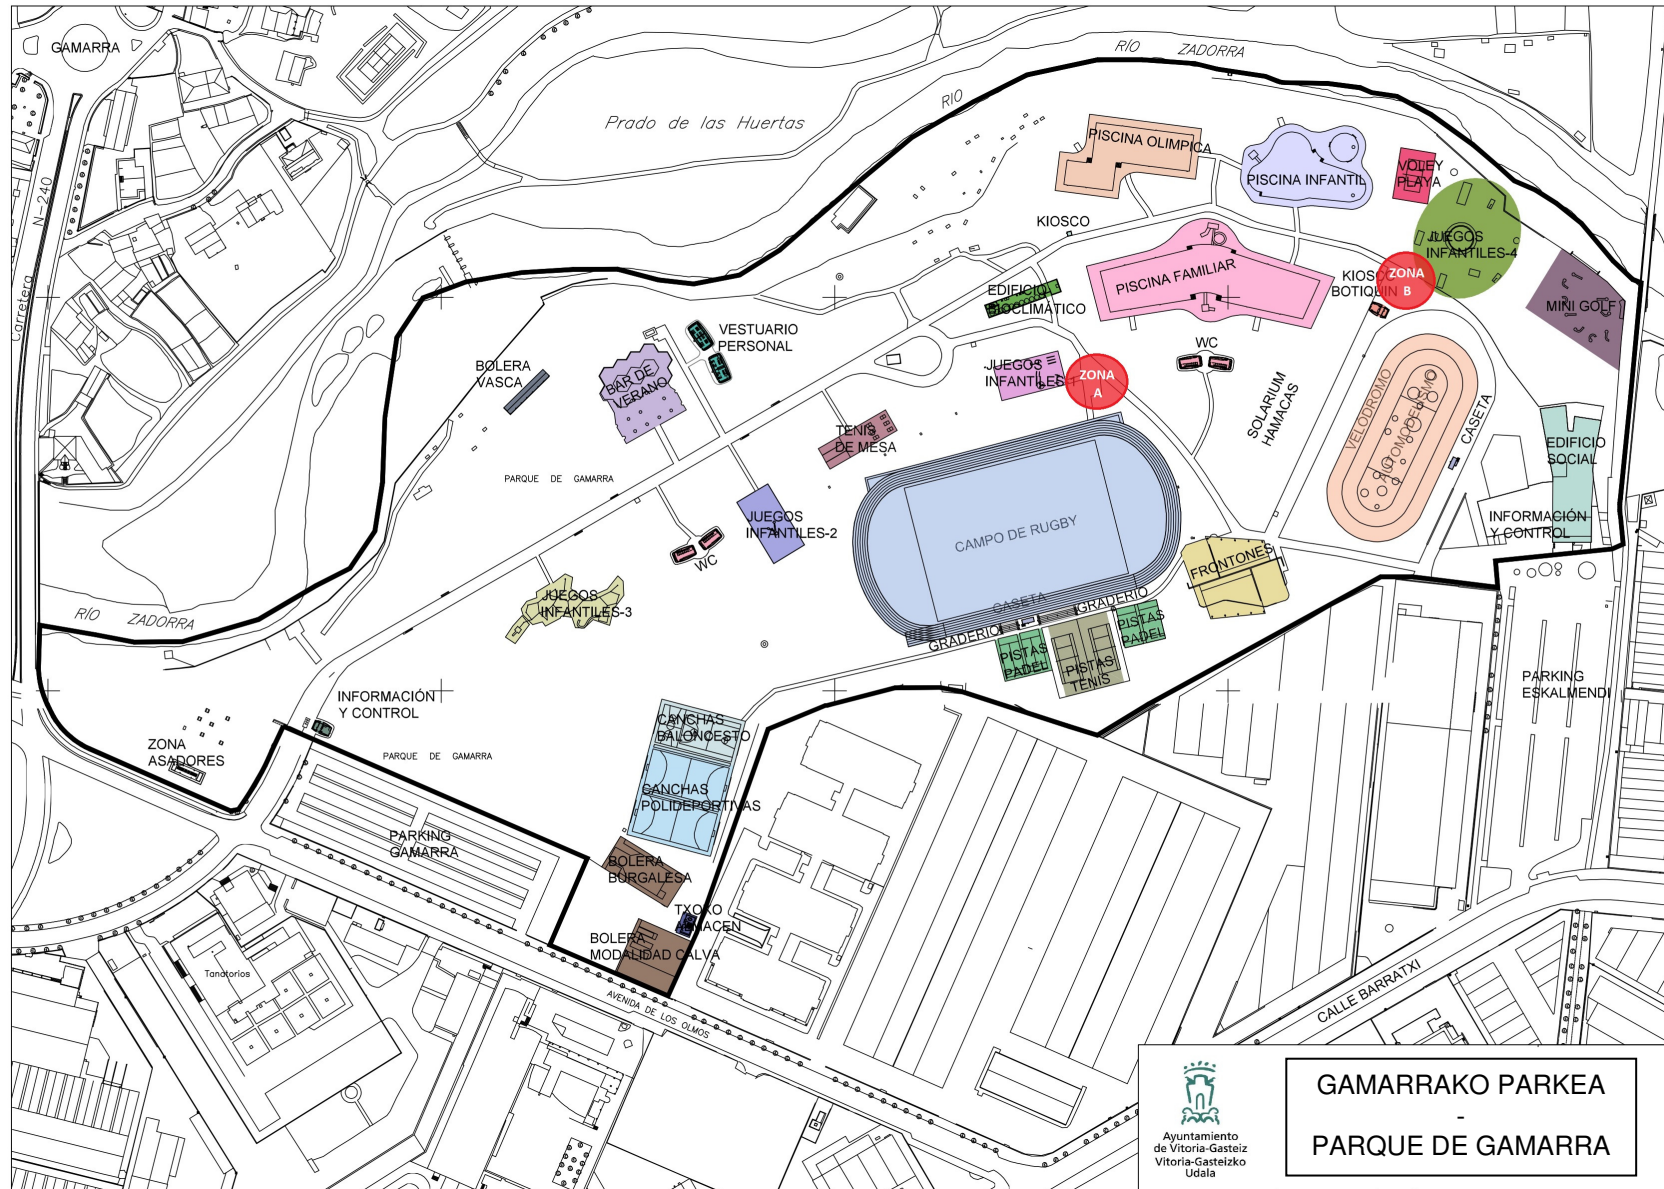 GAMARRA
RÍO ZADORRA
RIO
Prado de las Huertas
N-240
Carretera
PISCINA OLIMPICA
PISCINA INFANTIL
VOLEY
PLAYA
KIOSCO
JUEGOS
INFANTILES-4
PISCINA FAMILIAR
KIOSCO
BOTIQUIN
ZONA
B
MINI GOLF
EDIFICIO
BIOCLIMÁTICO
VESTUARIO
PERSONAL
BOLERA
VASCA
BAR DE
VERANO
JUEGOS
INFANTILES-1
ZONA
A
WC
SOLARIUM
HAMACAS
VELODROMO
AUTOMODELISMO
CASETA
TENIS
DE MESA
EDIFICIO
SOCIAL
PARQUE DE GAMARRA
JUEGOS
INFANTILES-2
CAMPO DE RUGBY
INFORMACIÓN
Y CONTROL
WC
FRONTONES
JUEGOS
INFANTILES-3
CASETA
GRADERIO
GRADERIO
RÍO ZADORRA
PISTAS
PADEL
PISTAS
PADEL
PISTAS
TENIS
PARKING
ESKALMENDI
INFORMACIÓN
Y CONTROL
ZONA
ASADORES
PARQUE DE GAMARRA
CANCHAS
BALONCESTO
CANCHAS
POLIDEPORTIVAS
PARKING
GAMARRA
BOLERA
BURGALESA
TXOKO
ALMACEN
BOLERA
MODALIDAD CALVA
Tanatorios
AVENIDA DE LOS OLMOS
CALLE BARRATXI
Ayuntamiento
de Vitoria-Gasteiz
Vitoria-Gasteizko
Udala
GAMARRAKO PARKEA
-
PARQUE DE GAMARRA